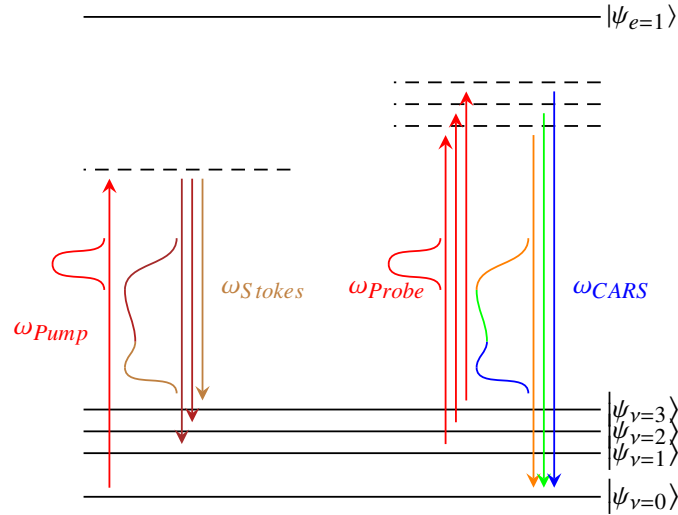 |ψe=1⟩
ωPump
ωStokes
ωProbe
ωCARS
|ψν=3⟩
|ψν=2⟩
|ψν=1⟩
|ψν=0⟩